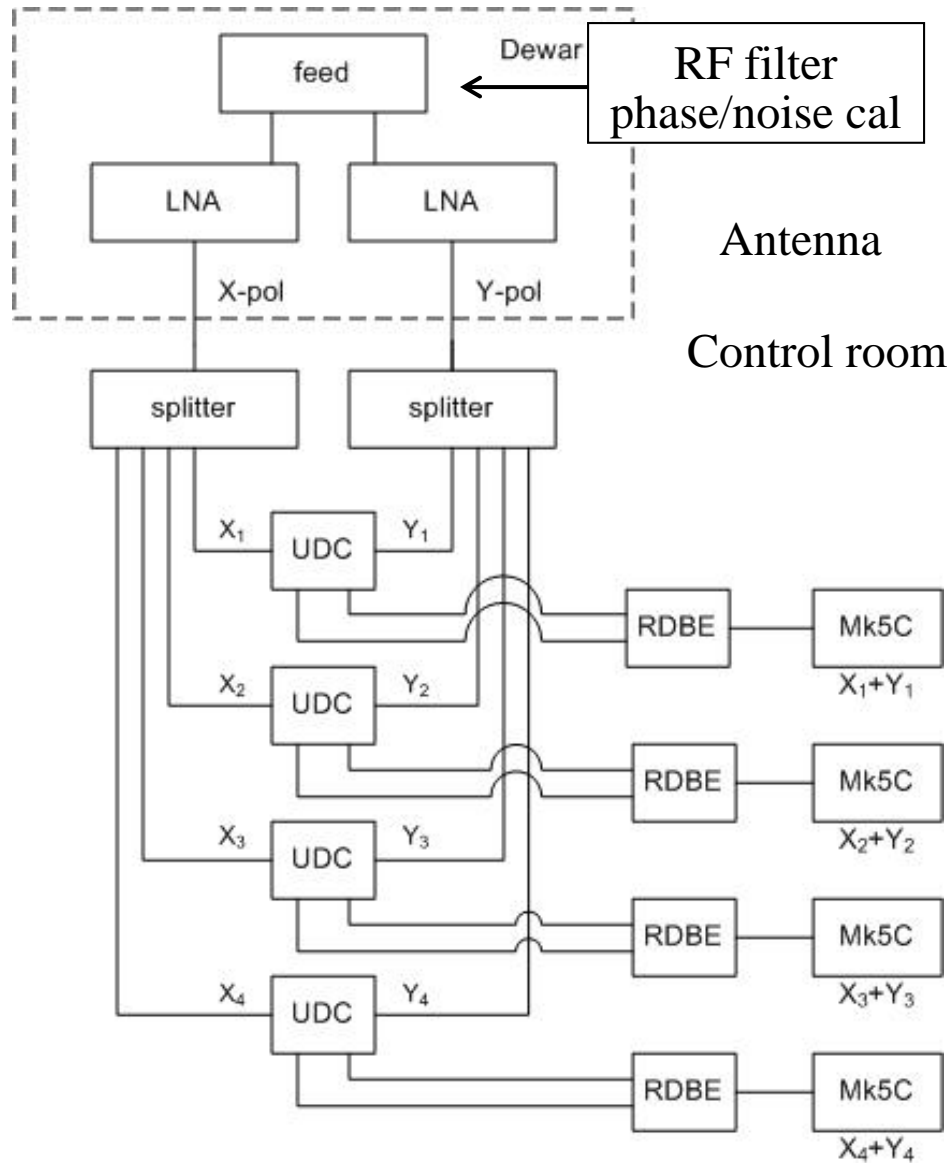 feed
Dewar
RF filter
phase/noise cal
LNA
LNA
Antenna
X-pol
Y-pol
Control room
splitter
splitter
X₁
UDC
Y₁
RDBE
Mk5C
X₁+Y₁
X₂
UDC
Y₂
RDBE
Mk5C
X₂+Y₂
X₃
UDC
Y₃
RDBE
Mk5C
X₃+Y₃
X₄
UDC
Y₄
RDBE
Mk5C
X₄+Y₄